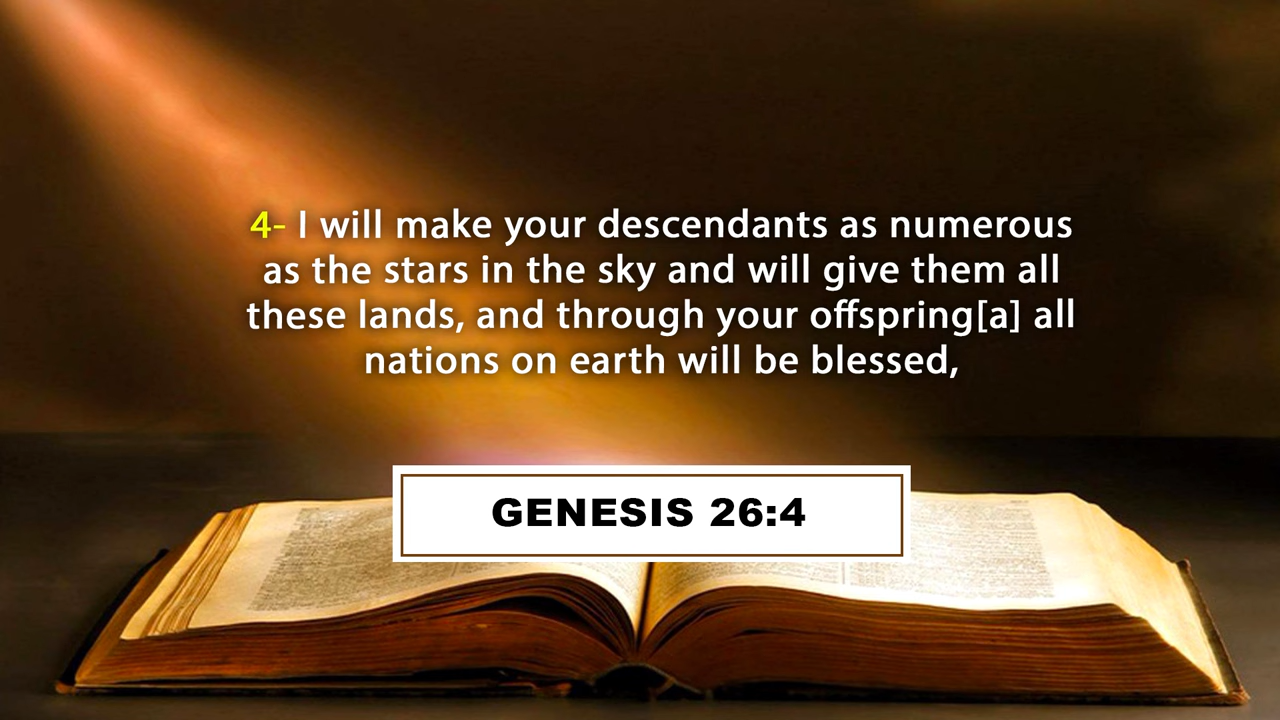 4- I will make your descendants as numerous
as the stars in the sky and will give them all
these lands, and through your offspring[a] all
nations on earth will be blessed,
GENESIS 26:4